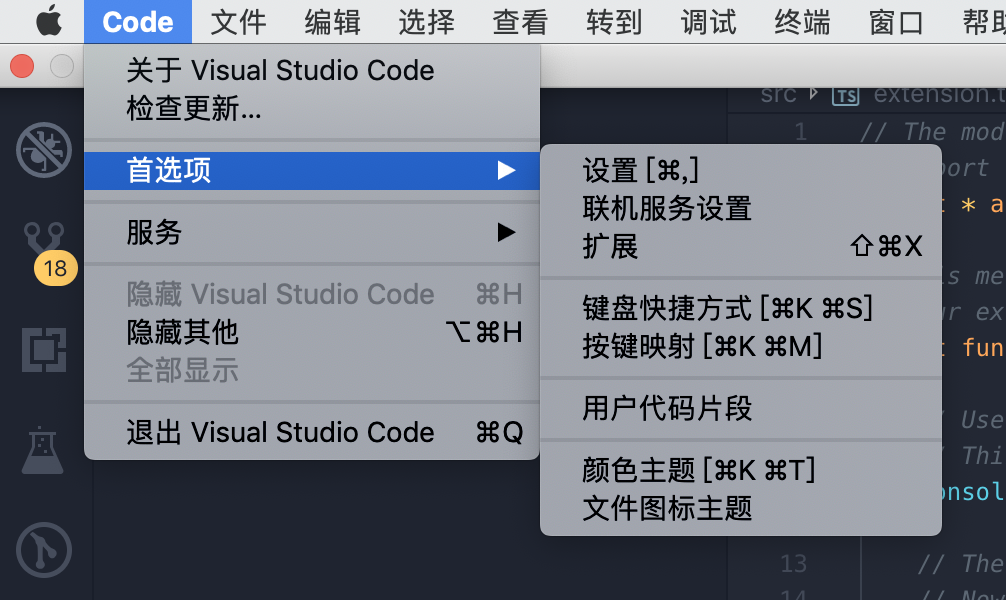 Code 文件 编辑 选择 查看 转到 调试 终端 窗口 帮助
关于 Visual Studio Code
检查更新...
首选项
服务
隐藏 Visual Studio Code ⌘H
隐藏其他 ⌥⌘H
全部显示
退出 Visual Studio Code ⌘Q
设置 [⌘,]
联机服务设置
扩展 ⇧⌘X
键盘快捷方式 [⌘K ⌘S]
按键映射 [⌘K ⌘M]
用户代码片段
颜色主题 [⌘K ⌘T]
文件图标主题
18
src TS extension.t
1 // The mod
port
t * a
s me
ur ex
t fun
/ Use
/ Thi
onsol
13 // The
14 // Now